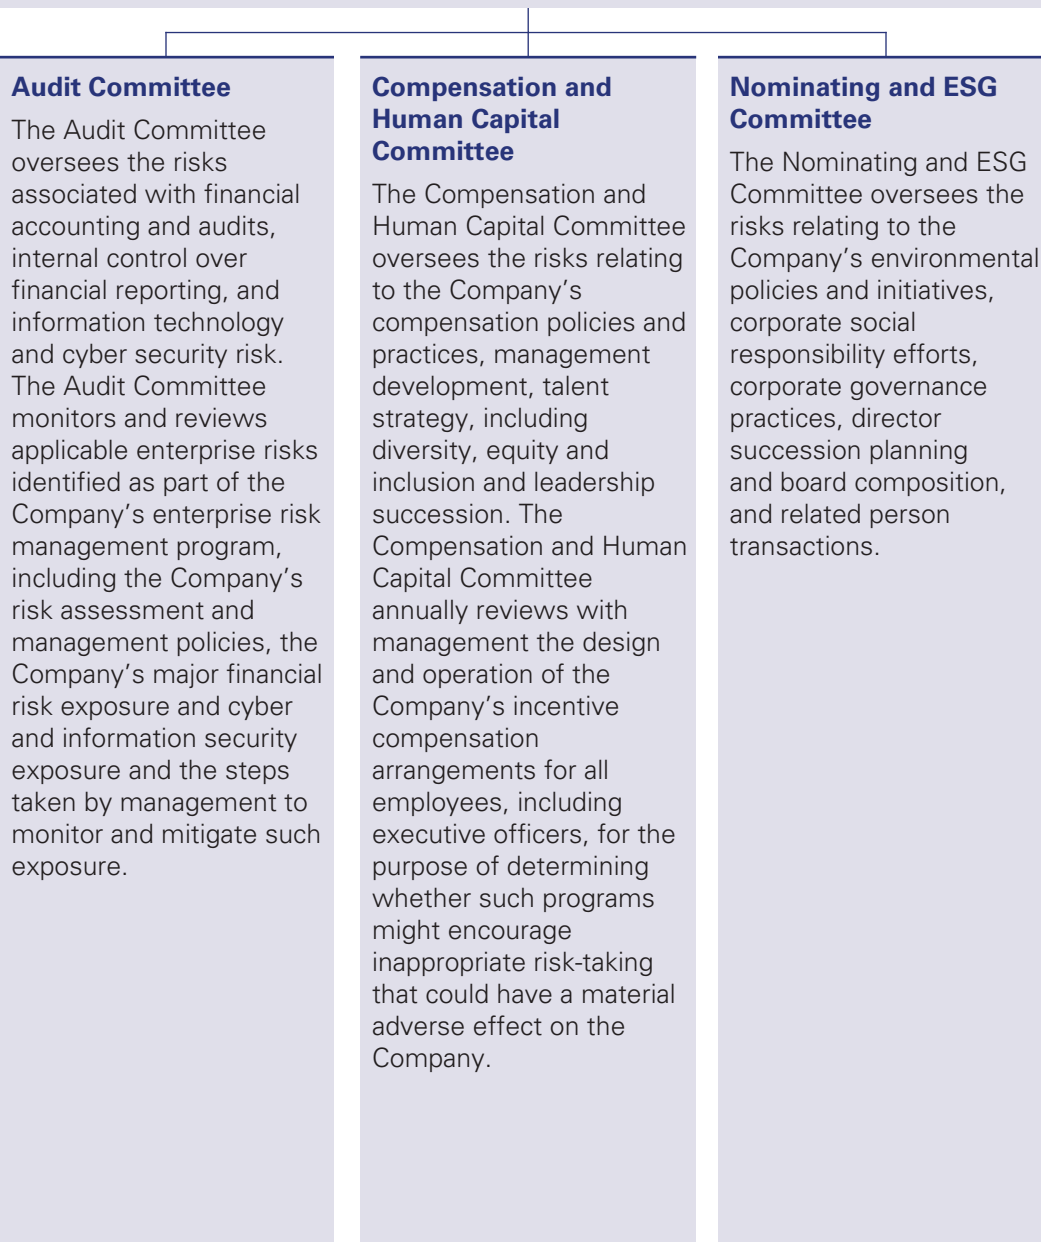 Audit Committee
The Audit Committee
oversees the risks
associated with financial
accounting and audits,
internal control over
financial reporting, and
information technology
and cyber security risk.
The Audit Committee
monitors and reviews
applicable enterprise risks
identified as part of the
Company’s enterprise risk
management program,
including the Company’s
risk assessment and
management policies, the
Company’s major financial
risk exposure and cyber
and information security
exposure and the steps
taken by management to
monitor and mitigate such
exposure.
Compensation and
Human Capital
Committee
The Compensation and
Human Capital Committee
oversees the risks relating
to the Company’s
compensation policies and
practices, management
development, talent
strategy, including
diversity, equity and
inclusion and leadership
succession. The
Compensation and Human
Capital Committee
annually reviews with
management the design
and operation of the
Company’s incentive
compensation
arrangements for all
employees, including
executive officers, for the
purpose of determining
whether such programs
might encourage
inappropriate risk-taking
that could have a material
adverse effect on the
Company.
Nominating and ESG
Committee
The Nominating and ESG
Committee oversees the
risks relating to the
Company’s environmental
policies and initiatives,
corporate social
responsibility efforts,
corporate governance
practices, director
succession planning
and board composition,
and related person
transactions.